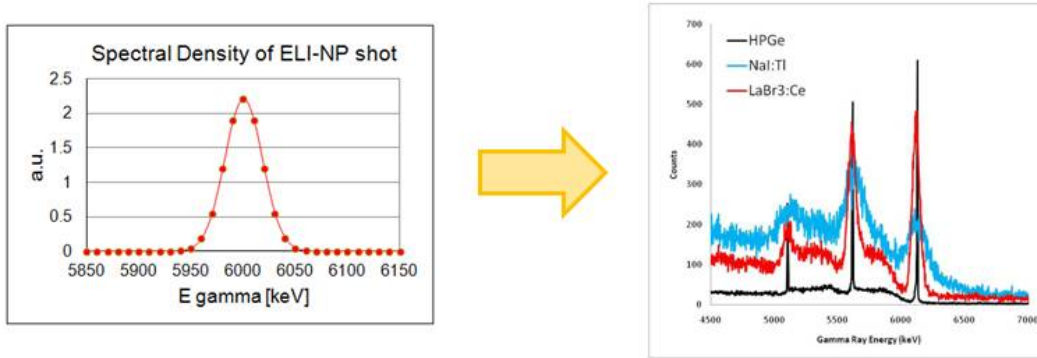 Spectral Density of ELI-NP shot
2.5
2
1.5
1
0.5
0
a.u.
5850 5900 5950 6000 6050 6100 6150
E gamma [keV]
700
600
500
400
300
200
100
0
Counts
HPGe
NaI:Tl
LaBr3:Ce
4500 5000 5500 6000 6500 7000
Gamma Ray Energy (keV)